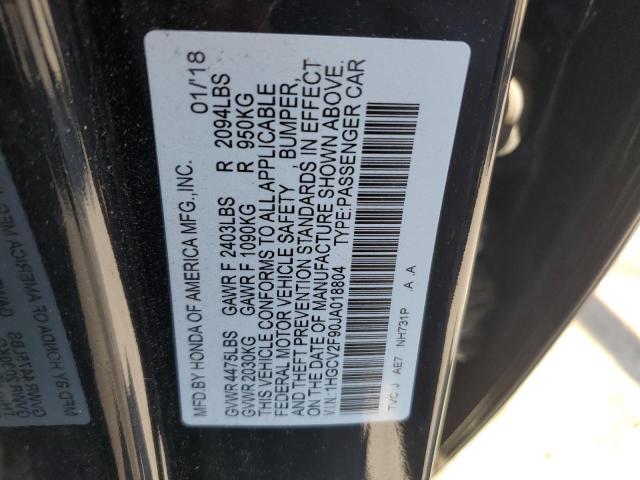 MFD.BY HONDA OF AMERICA MFG.,INC. 01/'18
GVWR 4475LBS GAWR F 2403LBS R 2094LBS
GVWR 2030KG GAWR F 1090KG R 950KG
THIS VEHICLE CONFORMS TO ALL APPLICABLE
FEDERAL MOTOR VEHICLE SAFETY , BUMPER,
AND THEFT PREVENTION STANDARDS IN EFFECT
ON THE DATE OF MANUFACTURE SHOWN ABOVE.
VIN:1HGCV2F90JA018804 TYPE:PASSENGER CAR
TVC J AE7 NH731P .A .A